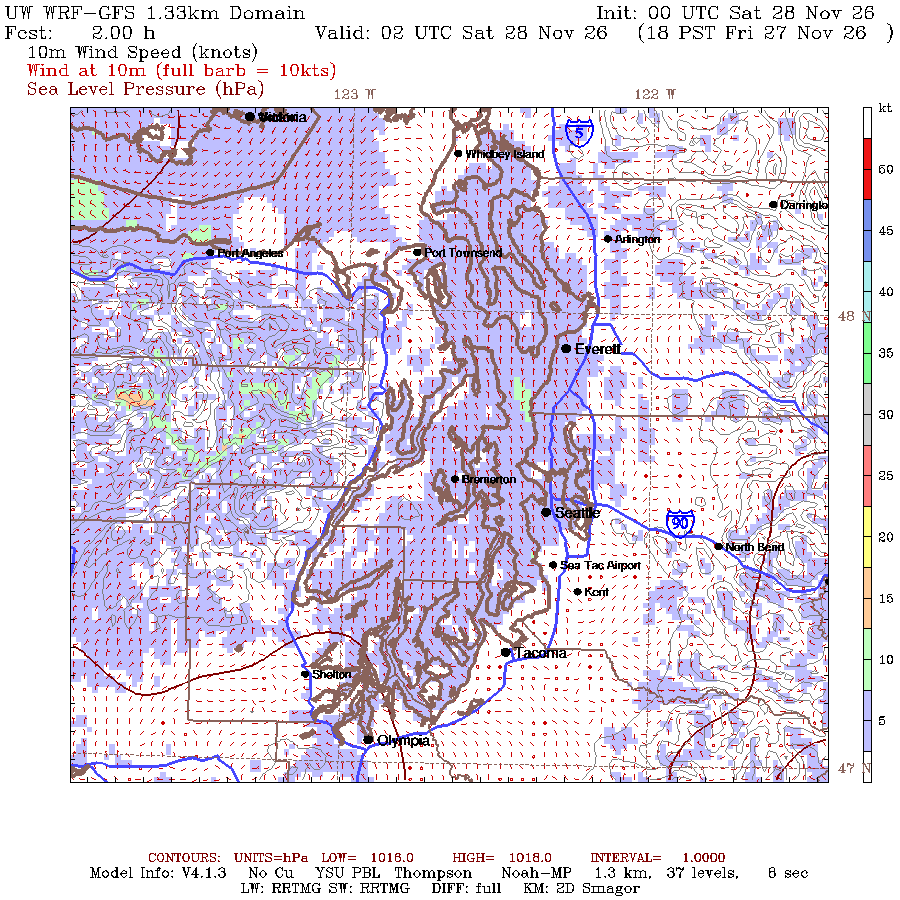 UW WRF-GFS 1.33km Domain Init: 00 UTC Sat 28 Nov 26
Fcst: 2.00 h Valid: 02 UTC Sat 28 Nov 26 (18 PST Fri 27 Nov 26 )
10m Wind Speed (knots)
Wind at 10m (full barb = 10kts)
Sea Level Pressure (hPa)
123 W 122 W
kt
Victoria
5
Whidbey Island
50
Darringto
45
Arlington
Port Angeles
Port Townsend
40
48 N
Everett
35
30
25
Bremerton
Seattle
90
20
North Bend
Sea Tac Airport
Kent
15
Tacoma
10
Shelton
5
Olympia
47 N
CONTOURS: UNITS=hPa LOW= 1016.0 HIGH= 1018.0 INTERVAL= 1.0000
Model Info: V4.1.3 No Cu YSU PBL Thompson Noah-MP 1.3 km, 37 levels, 8 sec
LW: RRTMG SW: RRTMG DIFF: full KM: 2D Smagor